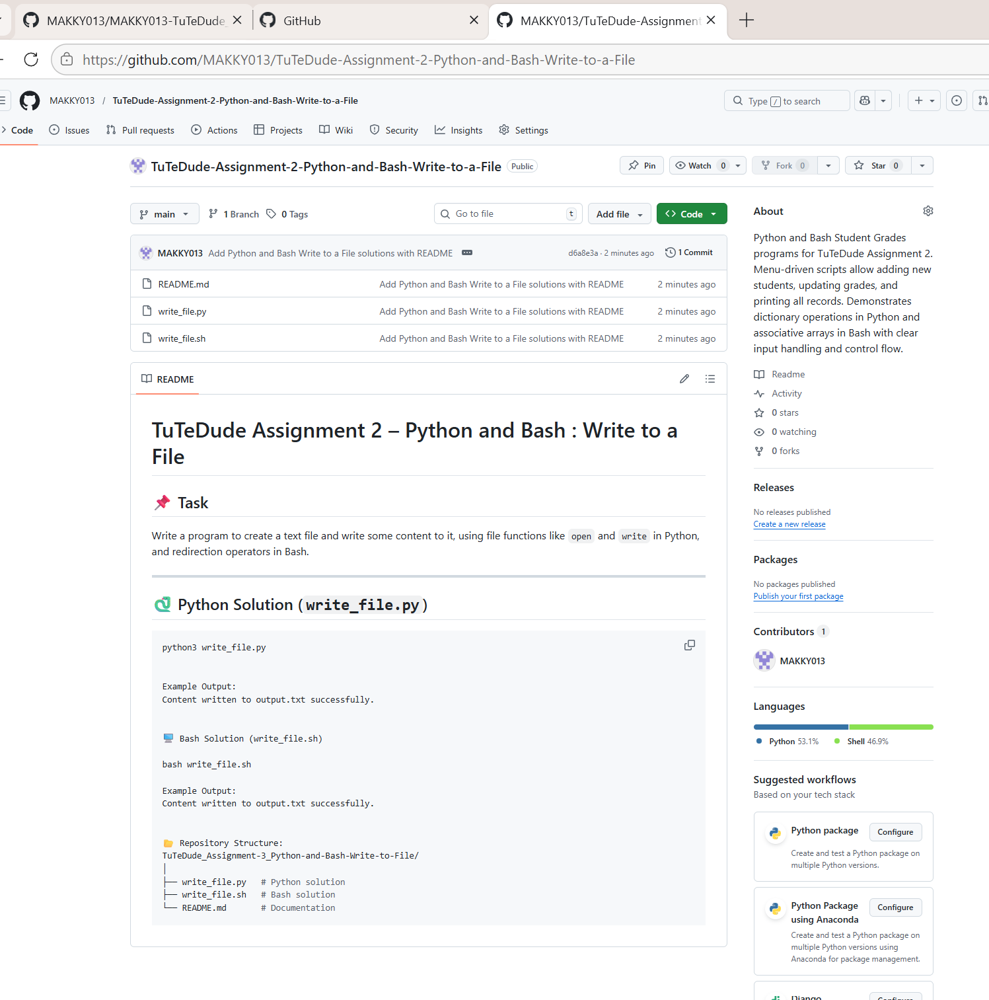 MAKKY013/MAKKY013-TuTeDude_
GitHub
MAKKY013/TuTeDude-Assignment
https://github.com/MAKKY013/TuTeDude-Assignment-2-Python-and-Bash-Write-to-a-File
MAKKY013 / TuTeDude-Assignment-2-Python-and-Bash-Write-to-a-File
Type / to search
Code Issues Pull requests Actions Projects Wiki Security Insights Settings
TuTeDude-Assignment-2-Python-and-Bash-Write-to-a-File Public
Pin Watch 0 Fork 0 Star 0
main 1 Branch 0 Tags Go to file t Add file Code
MAKKY013 Add Python and Bash Write to a File solutions with README d6a8e3a · 2 minutes ago 1 Commit
README.md Add Python and Bash Write to a File solutions with README 2 minutes ago
write_file.py Add Python and Bash Write to a File solutions with README 2 minutes ago
write_file.sh Add Python and Bash Write to a File solutions with README 2 minutes ago
README
TuTeDude Assignment 2 – Python and Bash : Write to a
File
📌 Task
Write a program to create a text file and write some content to it, using file functions like open and write in Python,
and redirection operators in Bash.
🐍 Python Solution (write_file.py)
python3 write_file.py
Example Output:
Content written to output.txt successfully.
🖥️ Bash Solution (write_file.sh)
bash write_file.sh
Example Output:
Content written to output.txt successfully.
📂 Repository Structure:
TuTeDude_Assignment-3_Python-and-Bash-Write-to-File/
│
├── write_file.py # Python solution
├── write_file.sh # Bash solution
└── README.md # Documentation
About
Python and Bash Student Grades
programs for TuTeDude Assignment 2.
Menu-driven scripts allow adding new
students, updating grades, and
printing all records. Demonstrates
dictionary operations in Python and
associative arrays in Bash with clear
input handling and control flow.
Readme
Activity
0 stars
0 watching
0 forks
Releases
No releases published
Create a new release
Packages
No packages published
Publish your first package
Contributors 1
MAKKY013
Languages
Python 53.1% Shell 46.9%
Suggested workflows
Based on your tech stack
Python package Configure
Create and test a Python package on
multiple Python versions.
Python Package Configure
using Anaconda
Create and test a Python package on
multiple Python versions using
Anaconda for package management.
Django Configure